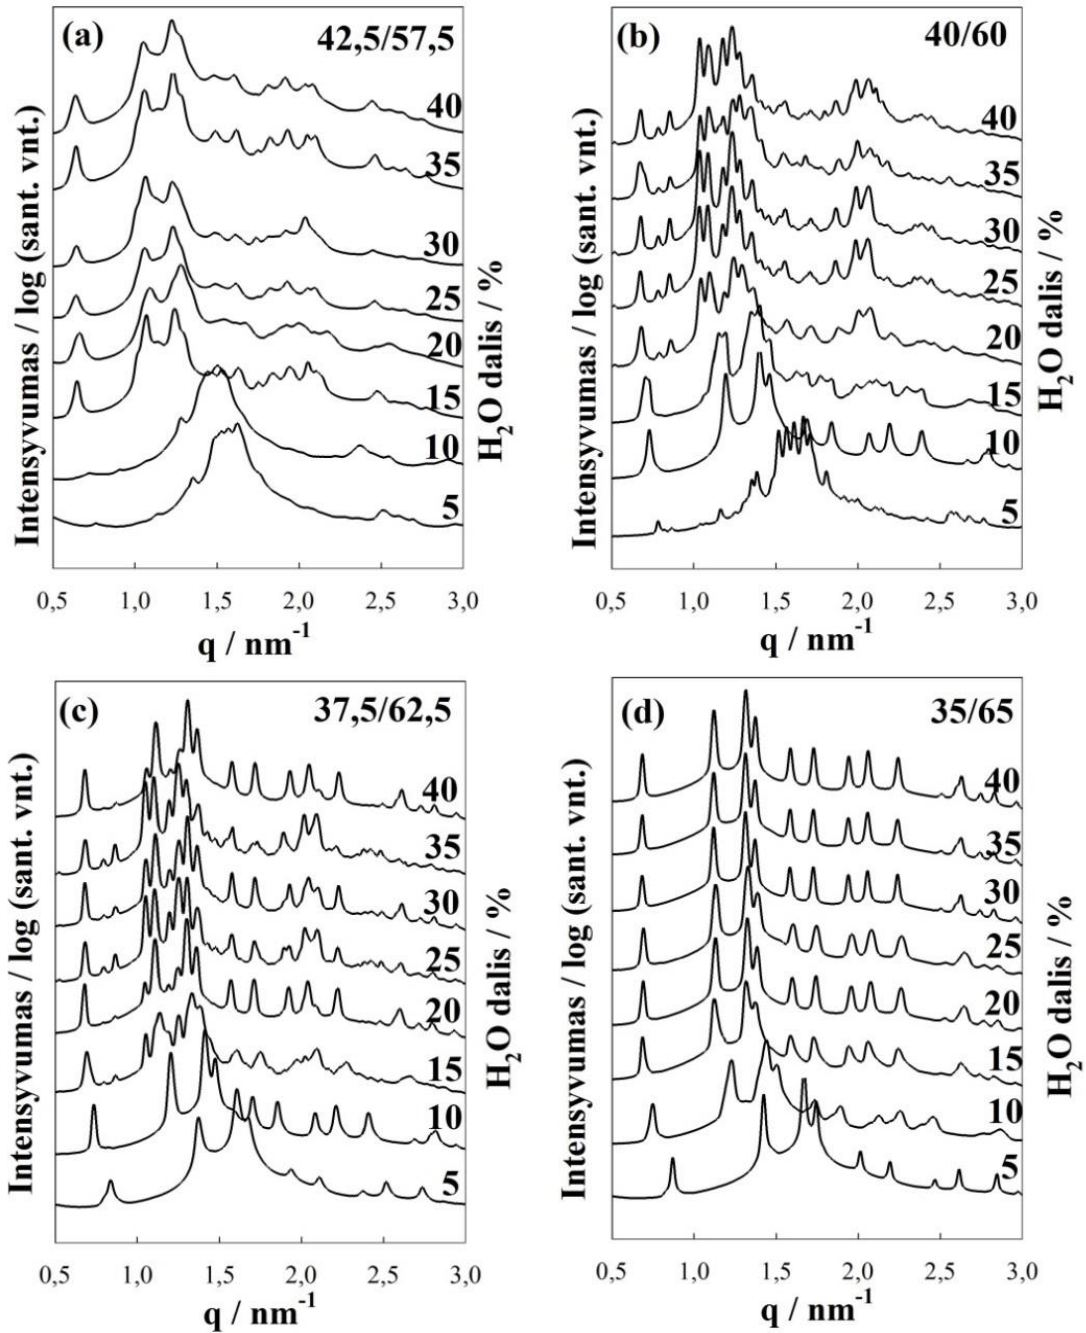 (a)
42,5/57,5
Intensyvumas / log (sant. vnt.)
40
35
30
25
20
15
10
5
H₂O dalis / %
0,5 1,0 1,5 2,0 2,5 3,0
q / nm⁻¹
(b)
40/60
Intensyvumas / log (sant. vnt.)
40
35
30
25
20
15
10
5
H₂O dalis / %
0,5 1,0 1,5 2,0 2,5 3,0
q / nm⁻¹
(c)
37,5/62,5
Intensyvumas / log (sant. vnt.)
40
35
30
25
20
15
10
5
H₂O dalis / %
0,5 1,0 1,5 2,0 2,5 3,0
q / nm⁻¹
(d)
35/65
Intensyvumas / log (sant. vnt.)
40
35
30
25
20
15
10
5
H₂O dalis / %
0,5 1,0 1,5 2,0 2,5 3,0
q / nm⁻¹